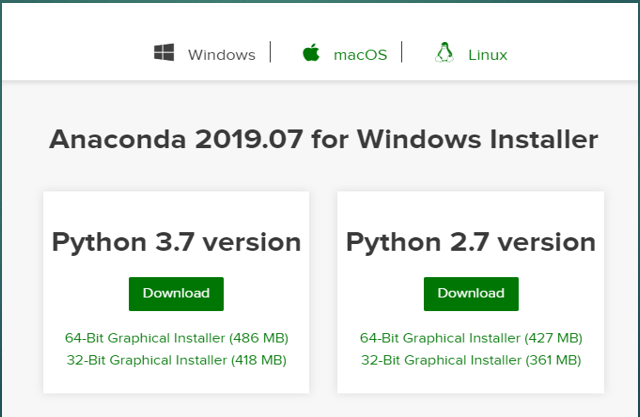 Windows
macOS
Linux
Anaconda 2019.07 for Windows Installer
Python 3.7 version
Download
64-Bit Graphical Installer (486 MB)
32-Bit Graphical Installer (418 MB)
Python 2.7 version
Download
64-Bit Graphical Installer (427 MB)
32-Bit Graphical Installer (361 MB)